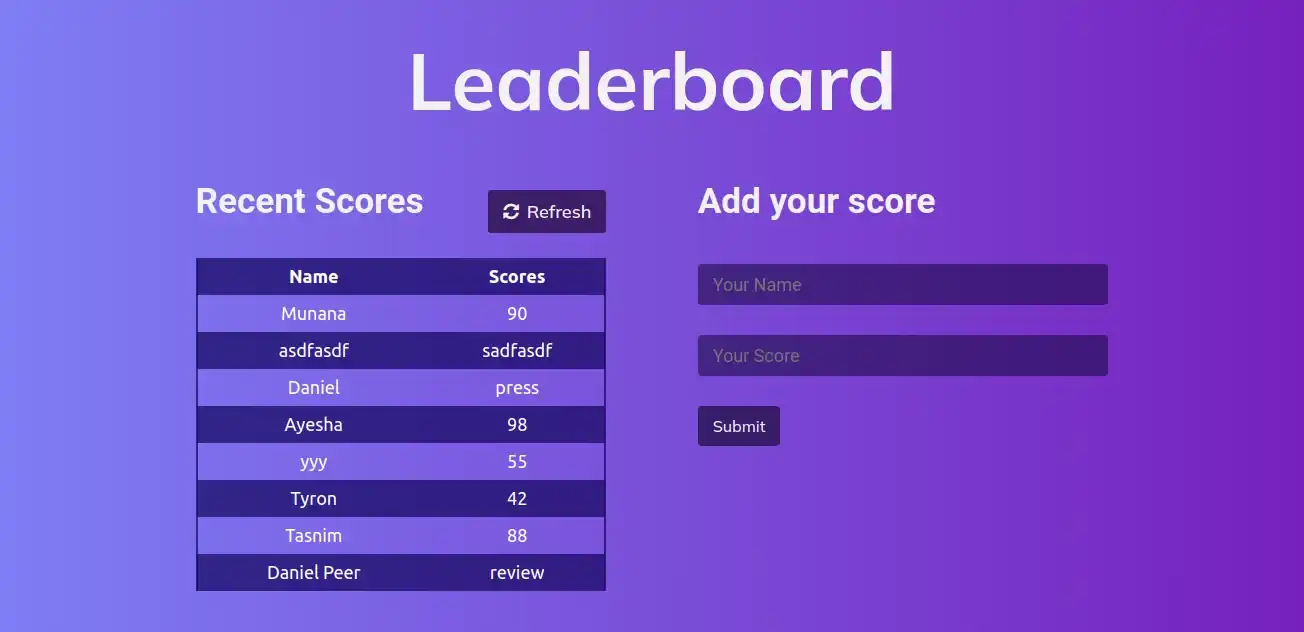 Leaderboard
Recent Scores
Refresh
Name Scores
Munana 90
asdfasdf sadfasdf
Daniel press
Ayesha 98
yyy 55
Tyron 42
Tasnim 88
Daniel Peer review
Add your score
Your Name
Your Score
Submit